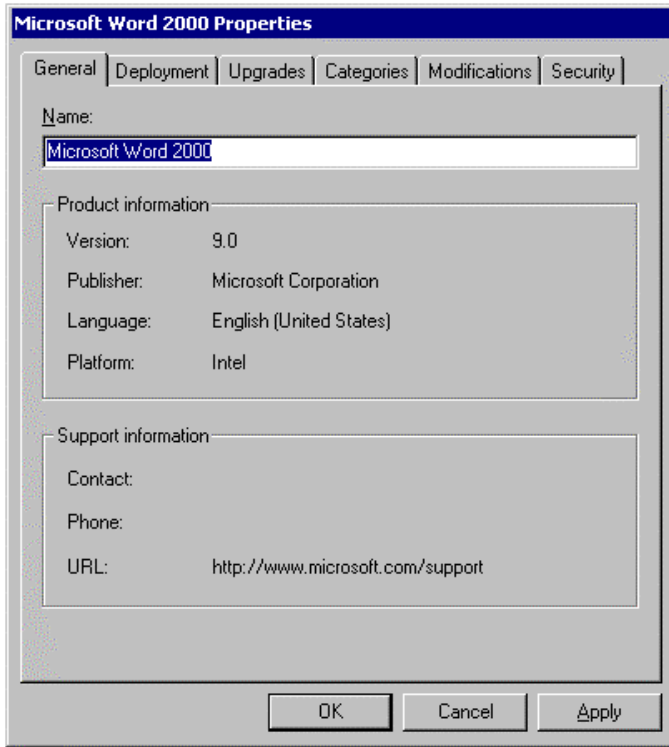 Microsoft Word 2000 Properties
General Deployment Upgrades Categories Modifications Security
Name:
Microsoft Word 2000
Product information
Version: 9.0
Publisher: Microsoft Corporation
Language: English (United States)
Platform: Intel
Support information
Contact:
Phone:
URL: http://www.microsoft.com/support
OK Cancel Apply